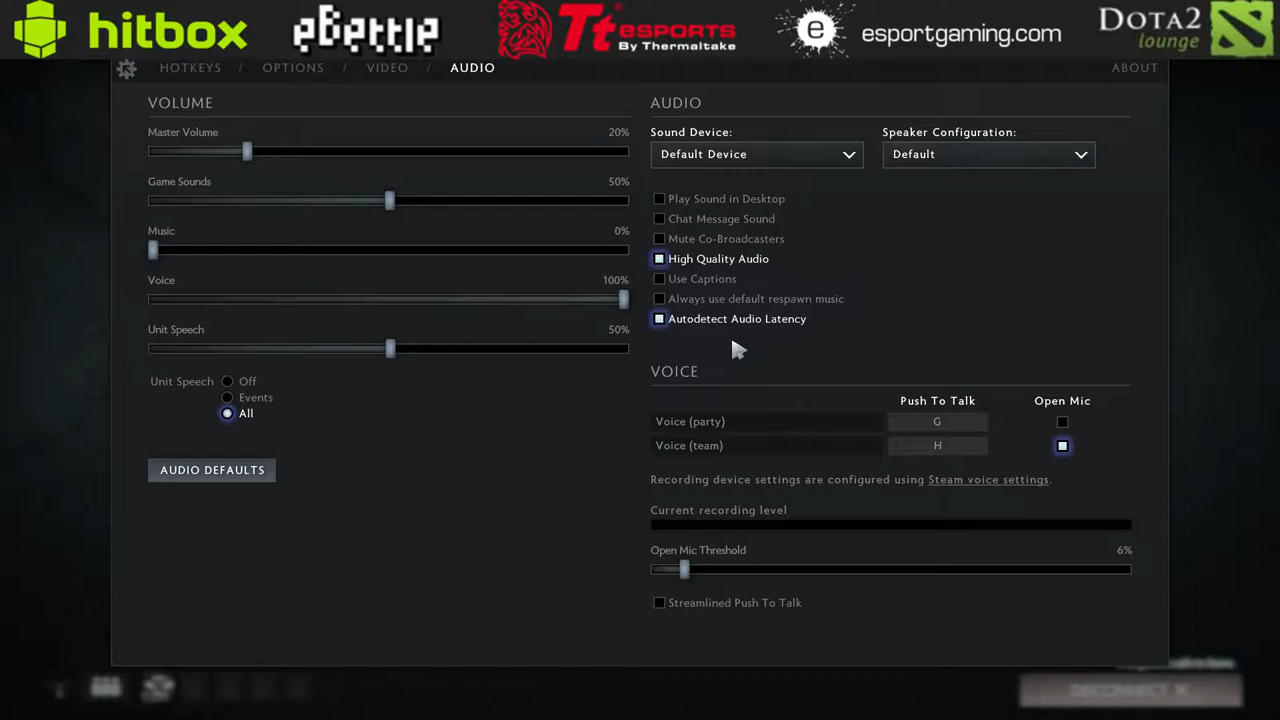 hitbox
eBettle
Tt eSPORTS
By Thermaltake
e
esportgaming.com
DOTA2
lounge
HOTKEYS / OPTIONS / VIDEO / AUDIO
ABOUT
VOLUME
Master Volume 20%
Game Sounds 50%
Music 0%
Voice 100%
Unit Speech 50%
Unit Speech Off
Events
All
AUDIO DEFAULTS
AUDIO
Sound Device: Speaker Configuration:
Default Device Default
Play Sound in Desktop
Chat Message Sound
Mute Co-Broadcasters
High Quality Audio
Use Captions
Always use default respawn music
Autodetect Audio Latency
VOICE
Push To Talk Open Mic
Voice (party) G
Voice (team) H
Recording device settings are configured using Steam voice settings.
Current recording level
Open Mic Threshold 6%
Streamlined Push To Talk
DISCONNECT